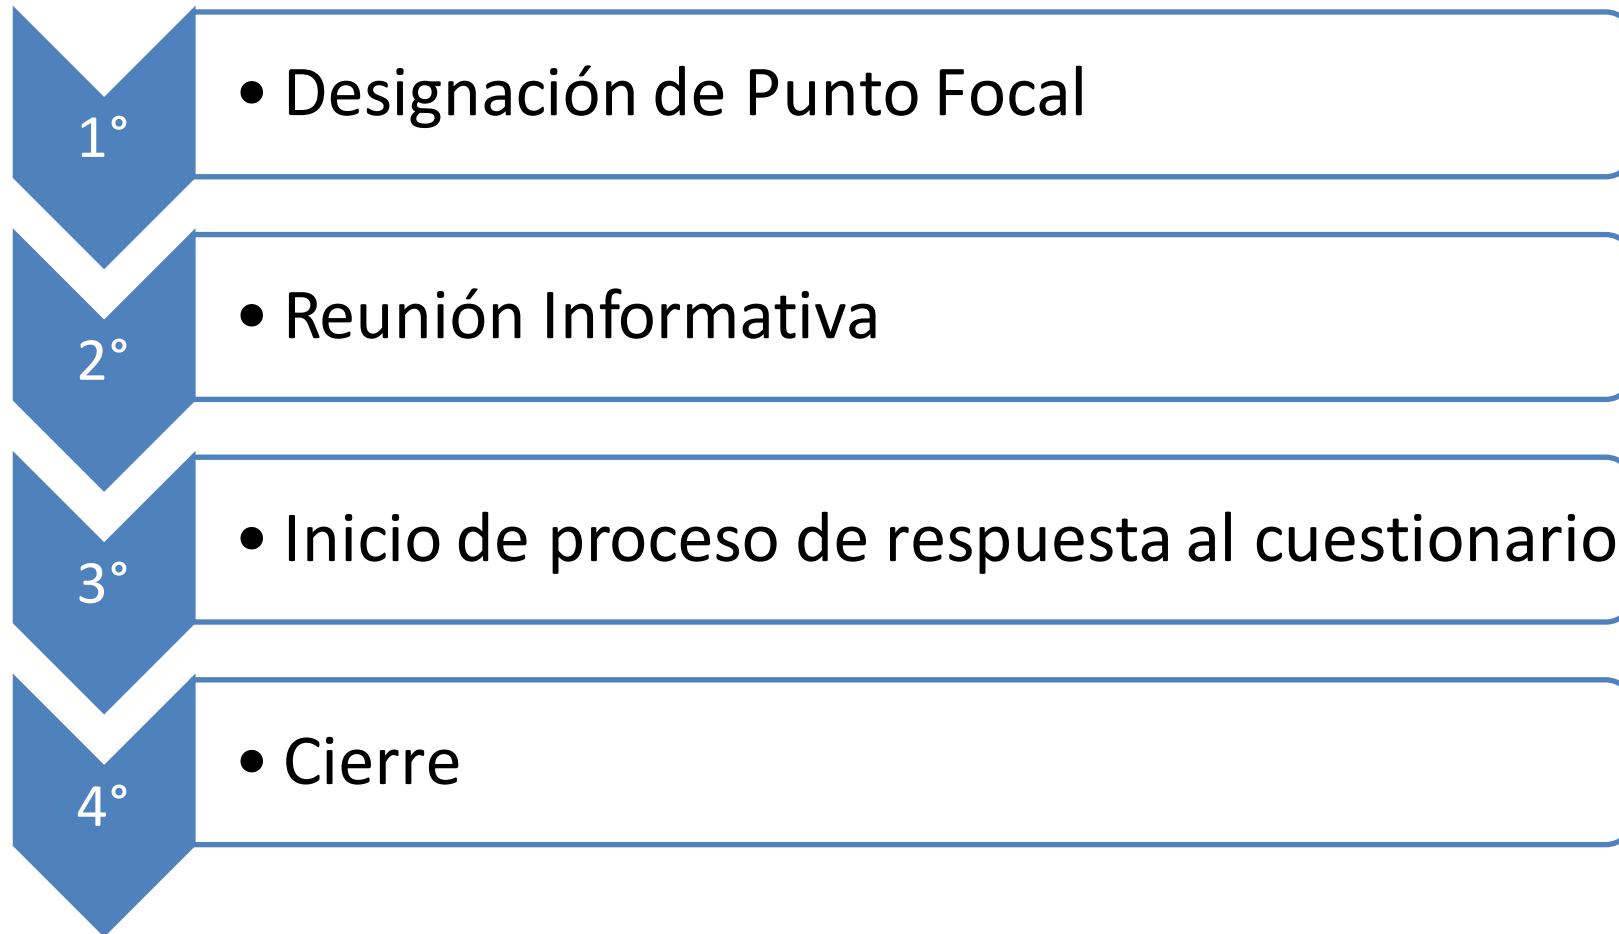 1°
• Designación de Punto Focal
2°
• Reunión Informativa
3°
• Inicio de proceso de respuesta al cuestionario
4°
• Cierre